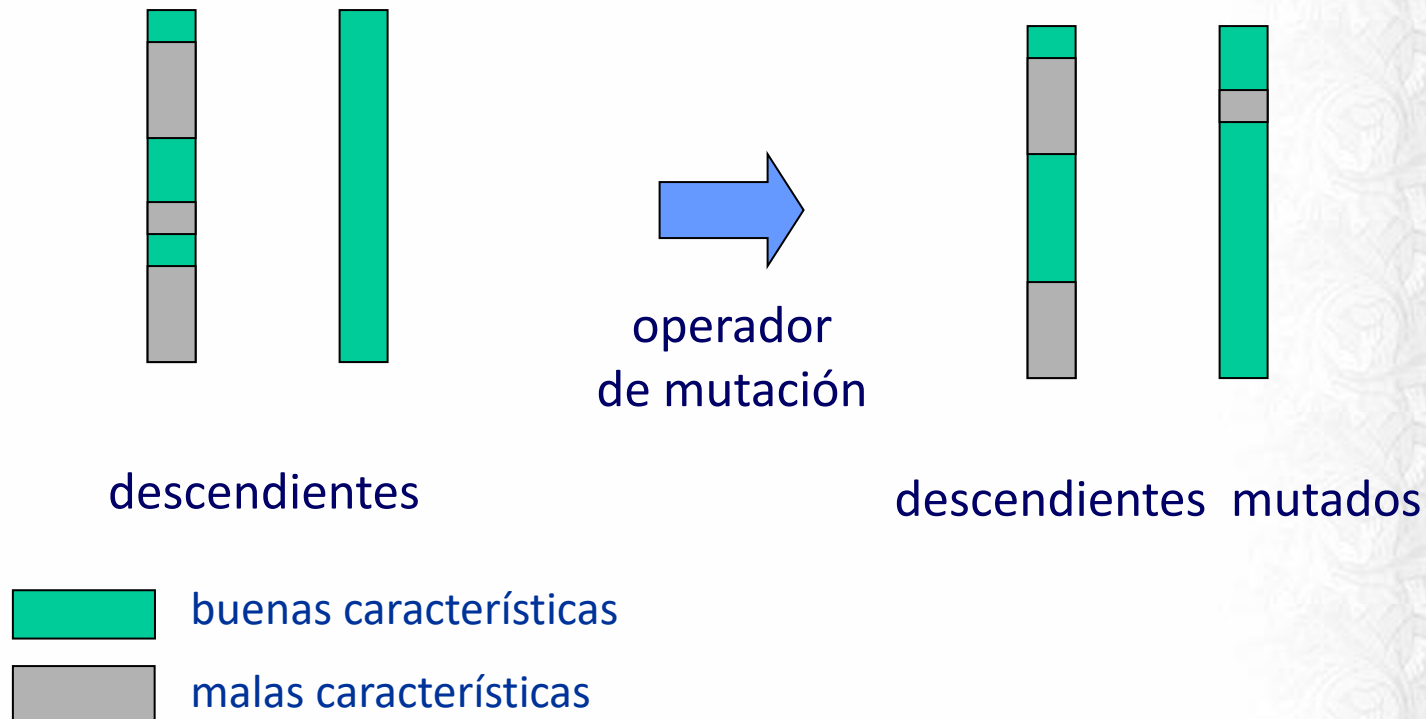 operador
de mutación
descendientes
descendientes mutados
buenas características
malas características